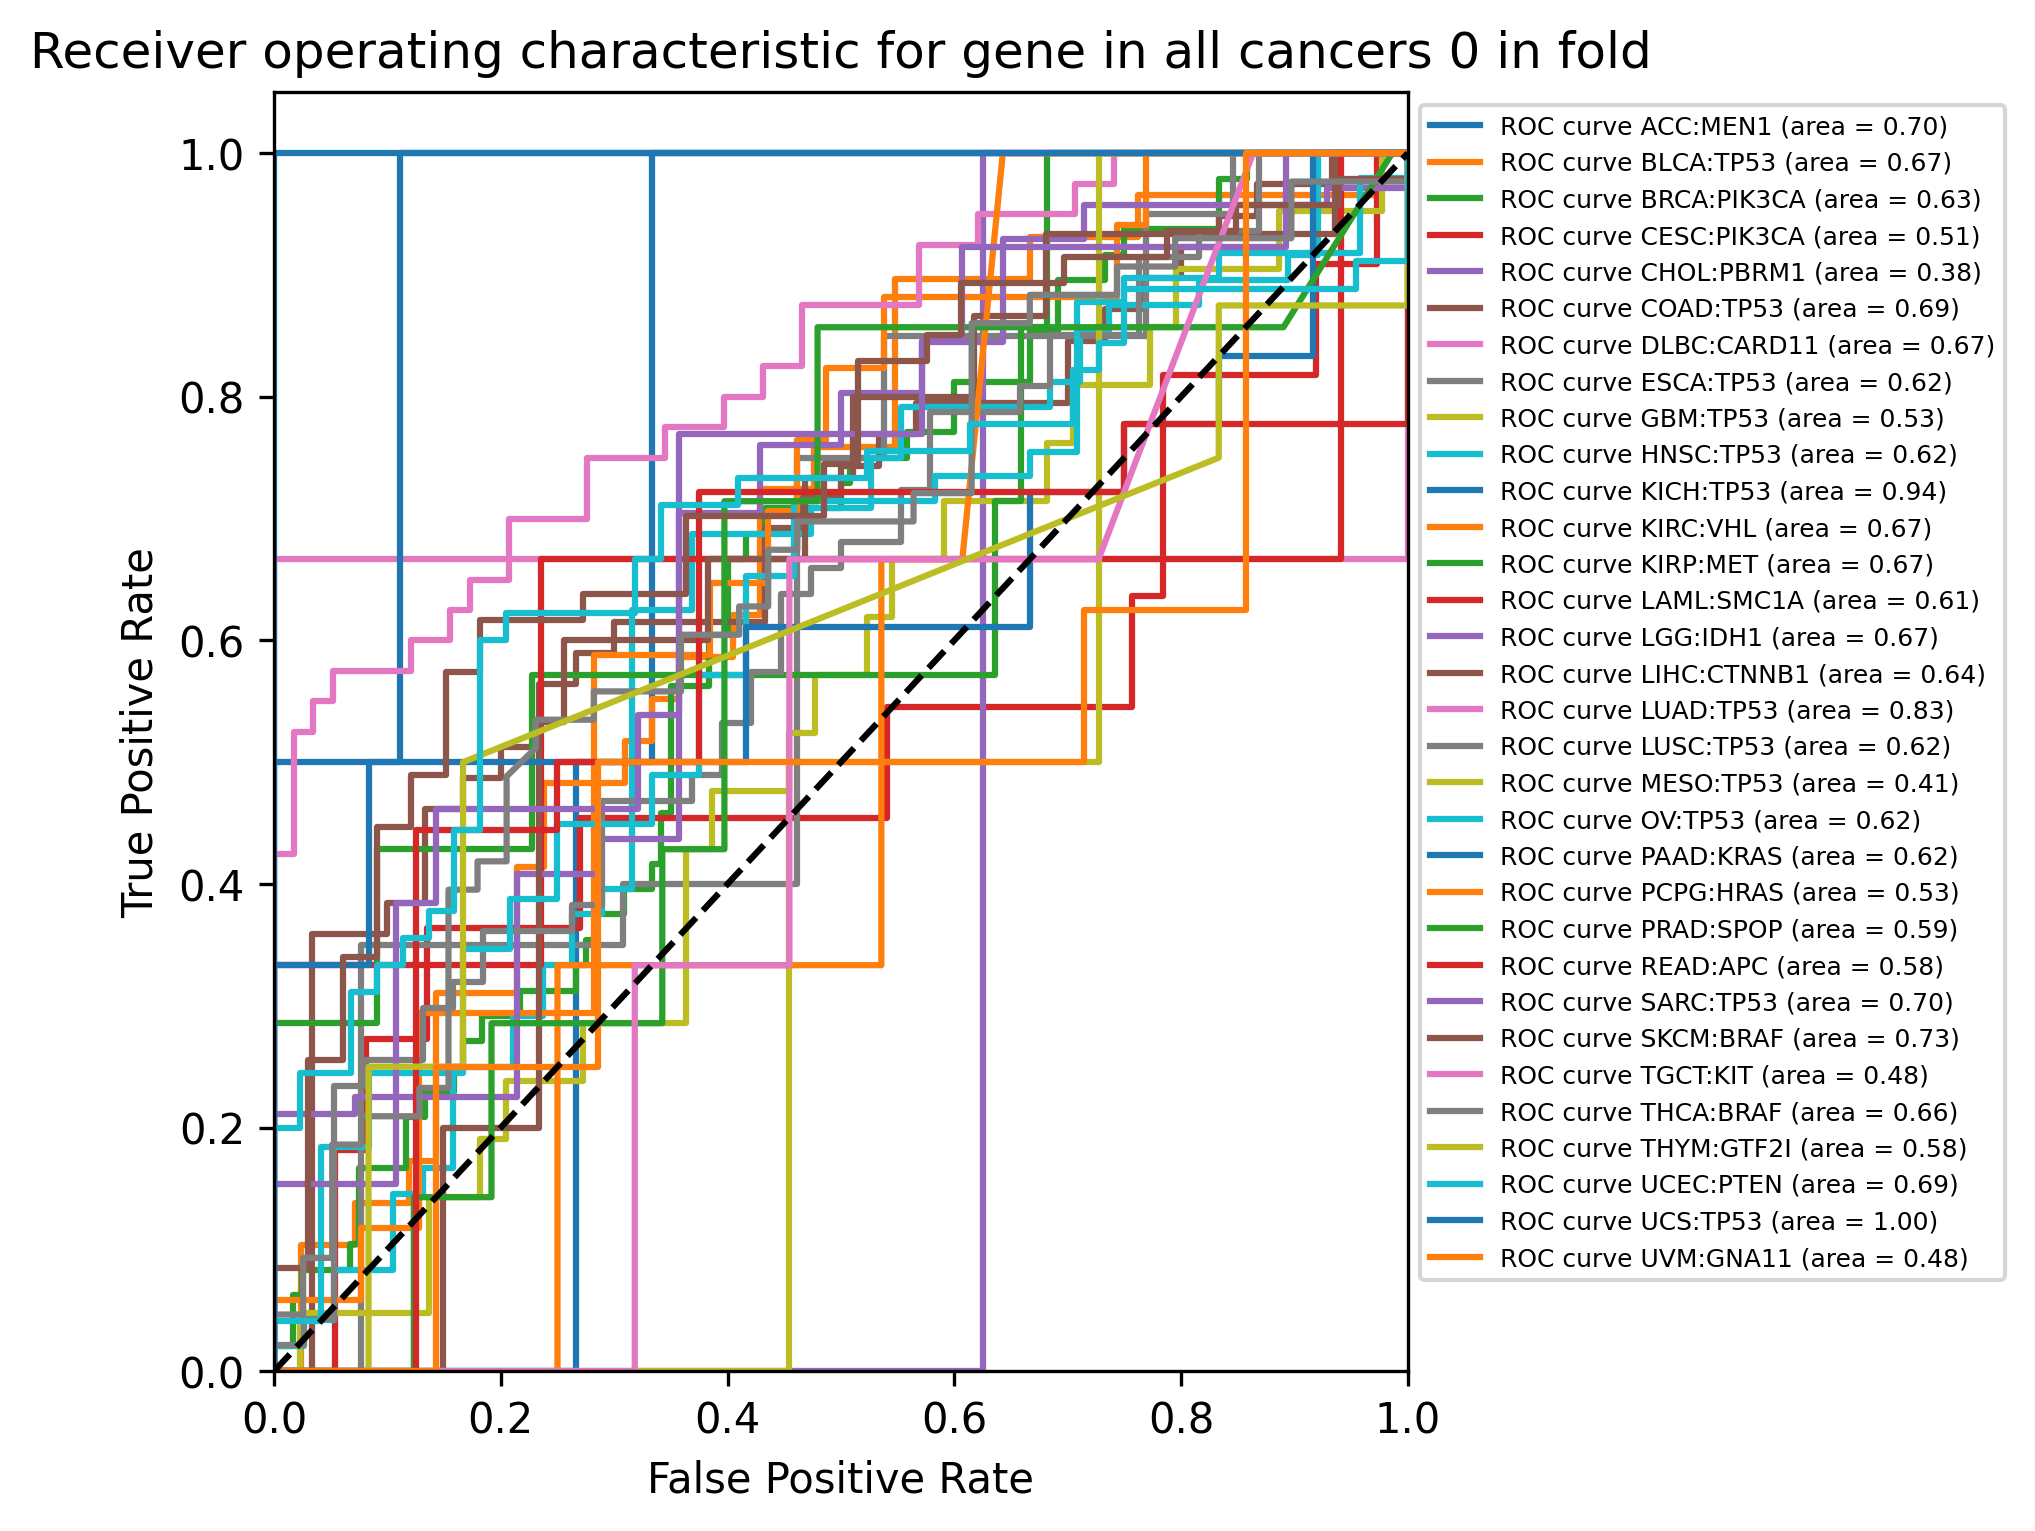 Receiver operating characteristic for gene in all cancers 0 in fold
True Positive Rate
1.0
0.8
0.6
0.4
0.2
0.0
0.0 0.2 0.4 0.6 0.8 1.0
False Positive Rate
ROC curve ACC:MEN1 (area = 0.70)
ROC curve BLCA:TP53 (area = 0.67)
ROC curve BRCA:PIK3CA (area = 0.63)
ROC curve CESC:PIK3CA (area = 0.51)
ROC curve CHOL:PBRM1 (area = 0.38)
ROC curve COAD:TP53 (area = 0.69)
ROC curve DLBC:CARD11 (area = 0.67)
ROC curve ESCA:TP53 (area = 0.62)
ROC curve GBM:TP53 (area = 0.53)
ROC curve HNSC:TP53 (area = 0.62)
ROC curve KICH:TP53 (area = 0.94)
ROC curve KIRC:VHL (area = 0.67)
ROC curve KIRP:MET (area = 0.67)
ROC curve LAML:SMC1A (area = 0.61)
ROC curve LGG:IDH1 (area = 0.67)
ROC curve LIHC:CTNNB1 (area = 0.64)
ROC curve LUAD:TP53 (area = 0.83)
ROC curve LUSC:TP53 (area = 0.62)
ROC curve MESO:TP53 (area = 0.41)
ROC curve OV:TP53 (area = 0.62)
ROC curve PAAD:KRAS (area = 0.62)
ROC curve PCPG:HRAS (area = 0.53)
ROC curve PRAD:SPOP (area = 0.59)
ROC curve READ:APC (area = 0.58)
ROC curve SARC:TP53 (area = 0.70)
ROC curve SKCM:BRAF (area = 0.73)
ROC curve TGCT:KIT (area = 0.48)
ROC curve THCA:BRAF (area = 0.66)
ROC curve THYM:GTF2I (area = 0.58)
ROC curve UCEC:PTEN (area = 0.69)
ROC curve UCS:TP53 (area = 1.00)
ROC curve UVM:GNA11 (area = 0.48)